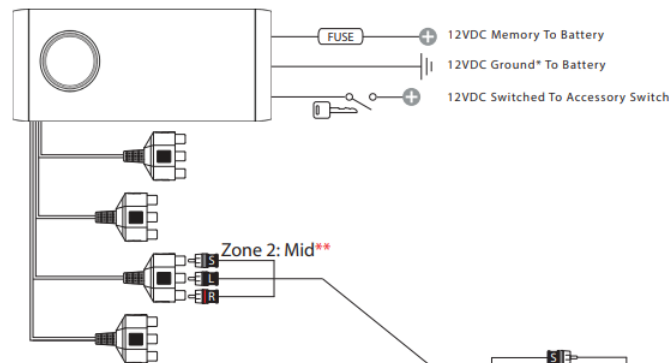 FUSE
12VDC Memory To Battery
12VDC Ground* To Battery
12VDC Switched To Accessory Switch
Zone 2: Mid**
S
L
R
S